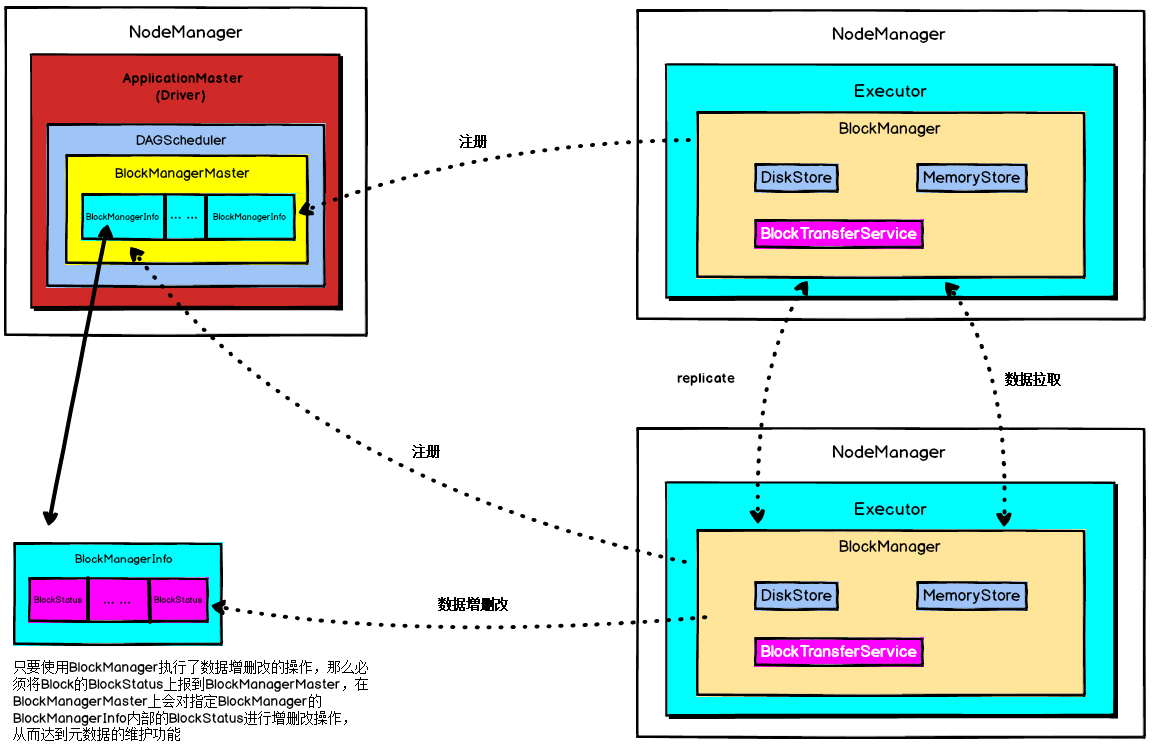 NodeManager
ApplicationMaster
(Driver)
DAGScheduler
BlockManagerMaster
BlockManagerInfo
... ...
BlockManagerInfo
注册
NodeManager
Executor
BlockManager
DiskStore
MemoryStore
BlockTransferService
replicate
数据拉取
注册
NodeManager
Executor
BlockManager
DiskStore
MemoryStore
BlockTransferService
数据增删改
BlockManagerInfo
BlockStatus
... ...
BlockStatus
只要使用BlockManager执行了数据增删改的操作，那么必
须将Block的BlockStatus上报到BlockManagerMaster，在
BlockManagerMaster上会对指定BlockManager的
BlockManagerInfo内部的BlockStatus进行增删改操作，
从而达到元数据的维护功能